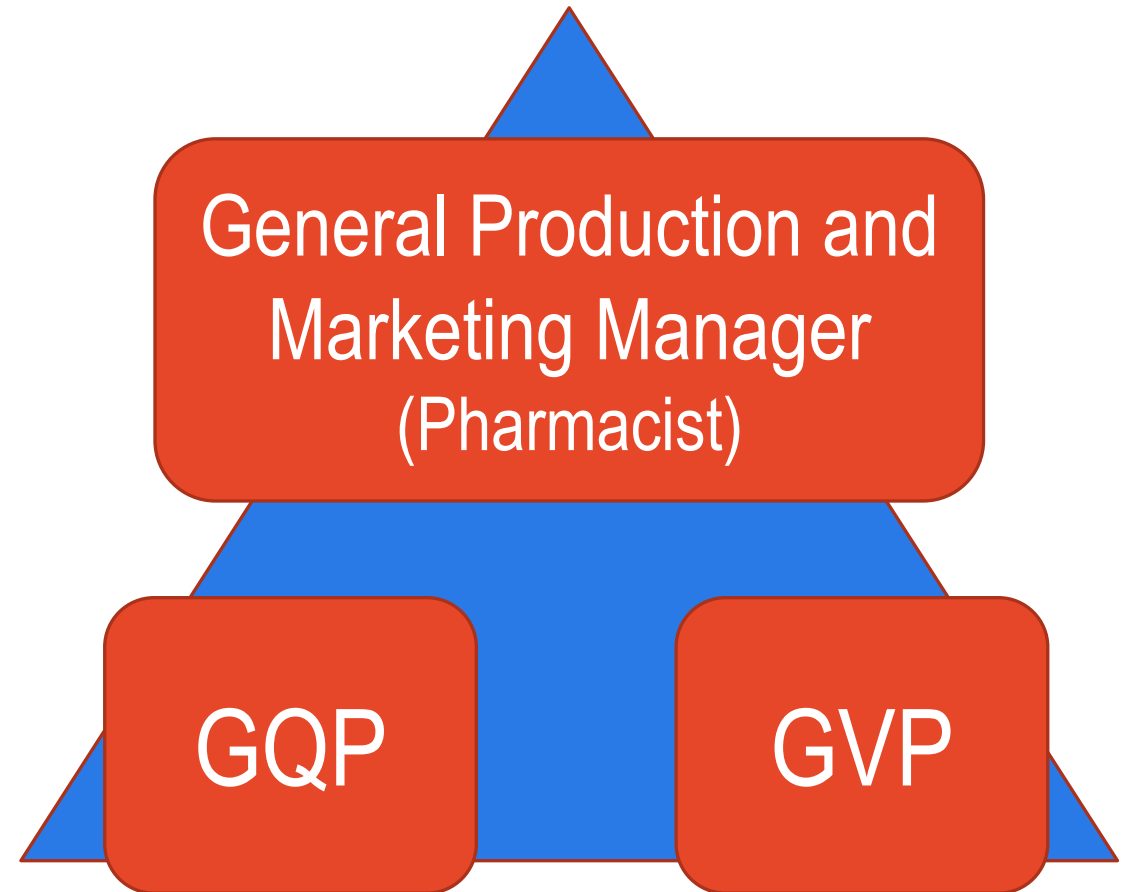 General Production and
Marketing Manager
(Pharmacist)
GQP
GVP